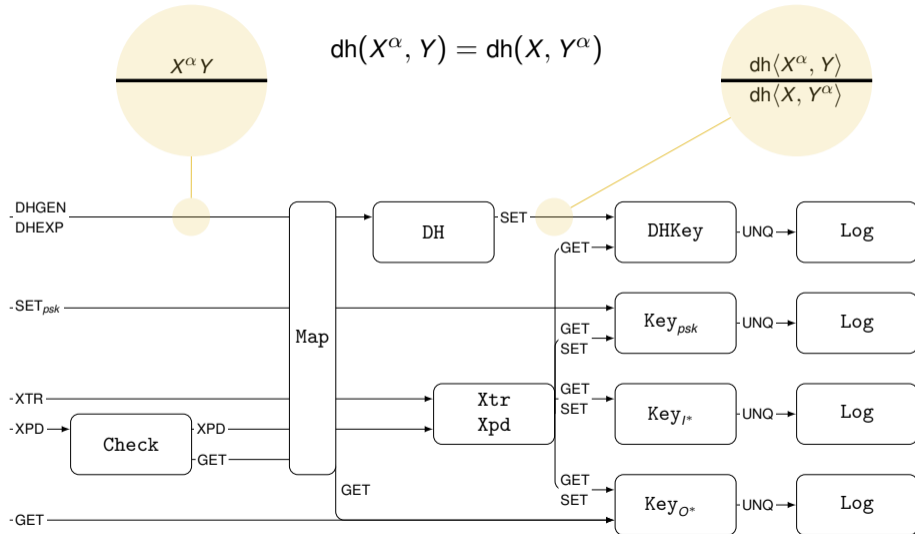 dh(X^α, Y) = dh(X, Y^α)
X^α Y
dh⟨X^α, Y⟩
dh⟨X, Y^α⟩
DHGEN
DHEXP
DH
SET
DHKey
UNQ
Log
GET
SET_psk
Map
Key_psk
UNQ
Log
GET
SET
XTR
Xtr
Xpd
GET
SET
Key_I*
UNQ
Log
XPD
Check
XPD
GET
GET
GET
SET
Key_O*
UNQ
Log
GET